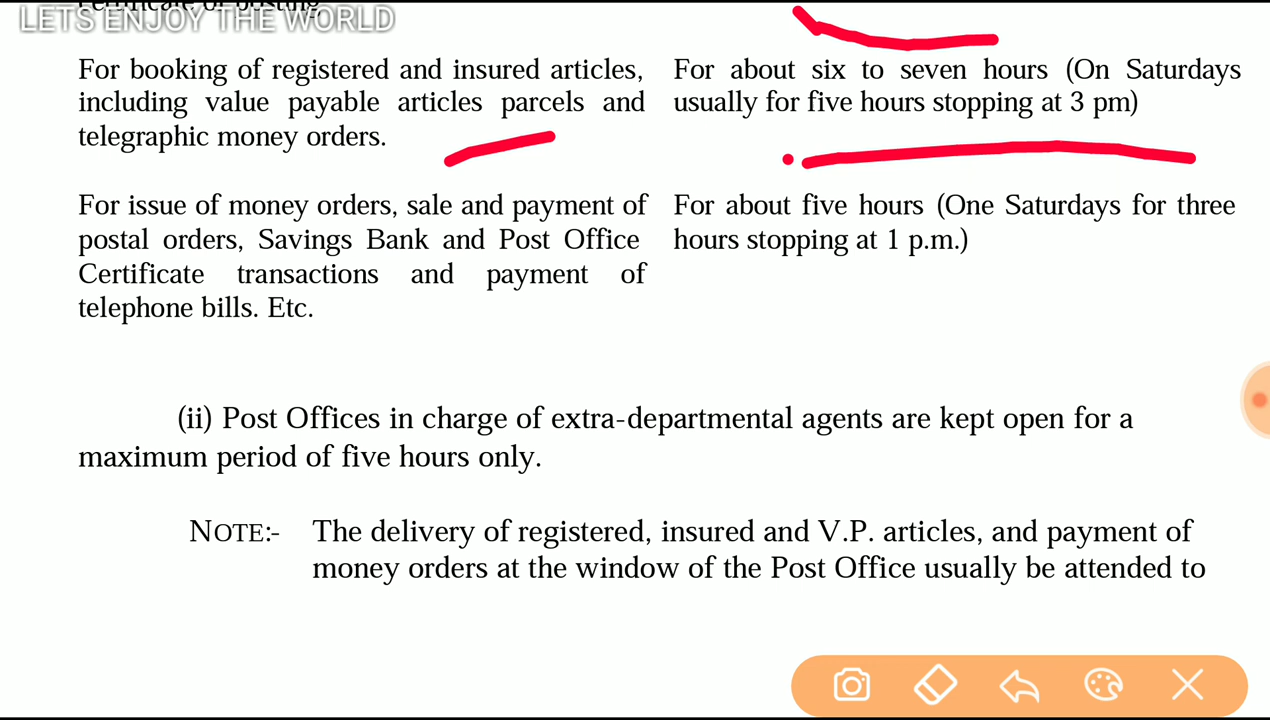 Certificate of posting
LETS ENJOY THE WORLD
For booking of registered and insured articles,
including value payable articles parcels and
telegraphic money orders.
For about six to seven hours (On Saturdays
usually for five hours stopping at 3 pm)
For issue of money orders, sale and payment of
postal orders, Savings Bank and Post Office
Certificate transactions and payment of
telephone bills. Etc.
For about five hours (One Saturdays for three
hours stopping at 1 p.m.)
(ii) Post Offices in charge of extra-departmental agents are kept open for a
maximum period of five hours only.
NOTE:- The delivery of registered, insured and V.P. articles, and payment of
money orders at the window of the Post Office usually be attended to